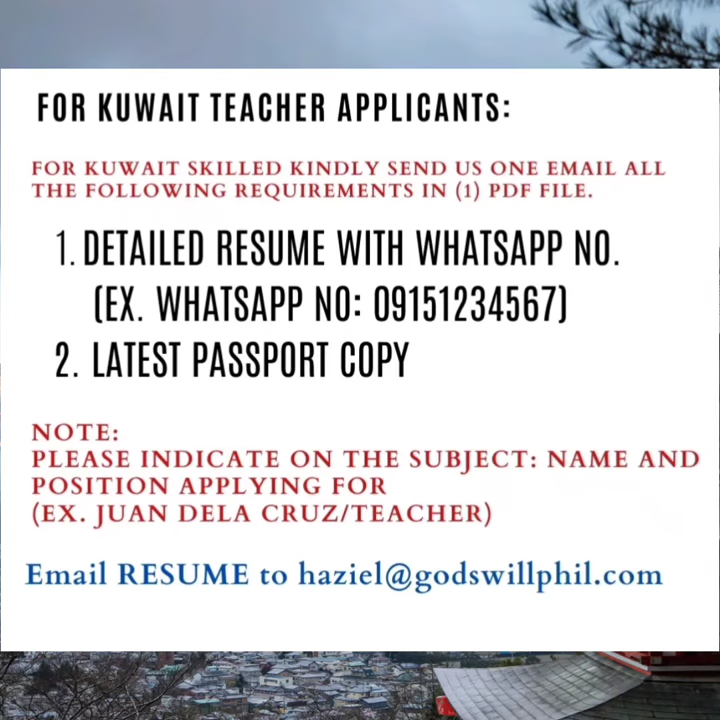 FOR KUWAIT TEACHER APPLICANTS:
FOR KUWAIT SKILLED KINDLY SEND US ONE EMAIL ALL
THE FOLLOWING REQUIREMENTS IN (1) PDF FILE.
1. DETAILED RESUME WITH WHATSAPP NO.
(EX. WHATSAPP NO: 09151234567)
2. LATEST PASSPORT COPY
NOTE:
PLEASE INDICATE ON THE SUBJECT: NAME AND
POSITION APPLYING FOR
(EX. JUAN DELA CRUZ/TEACHER)
Email RESUME to haziel@godswillphil.com